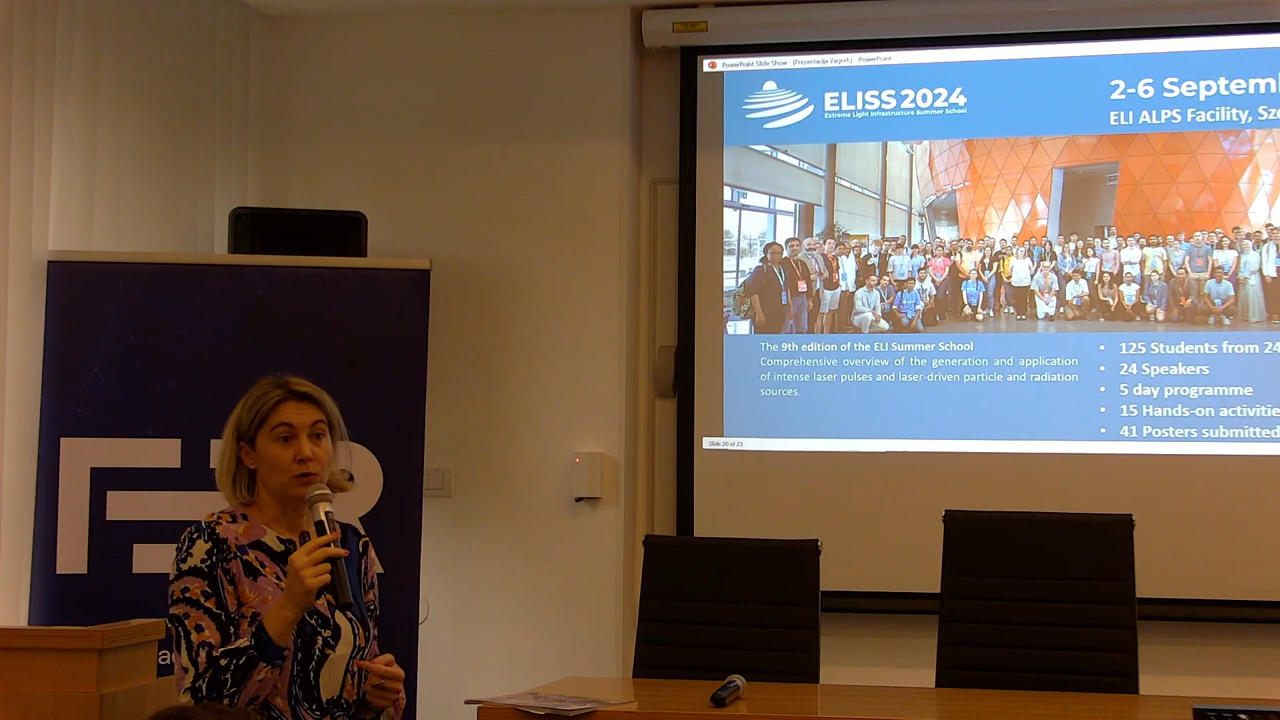 PowerPoint Slide Show - [Prezentacija Zagreb] - PowerPoint
ELISS 2024
Extreme Light Infrastructure Summer School
2-6 Septem
ELI ALPS Facility, Sze
The 9th edition of the ELI Summer School
Comprehensive overview of the generation and application
of intense laser pulses and laser-driven particle and radiation
sources.
• 125 Students from 24
• 24 Speakers
• 5 day programme
• 15 Hands-on activitie
• 41 Posters submitted
Slide 20 of 23
FER